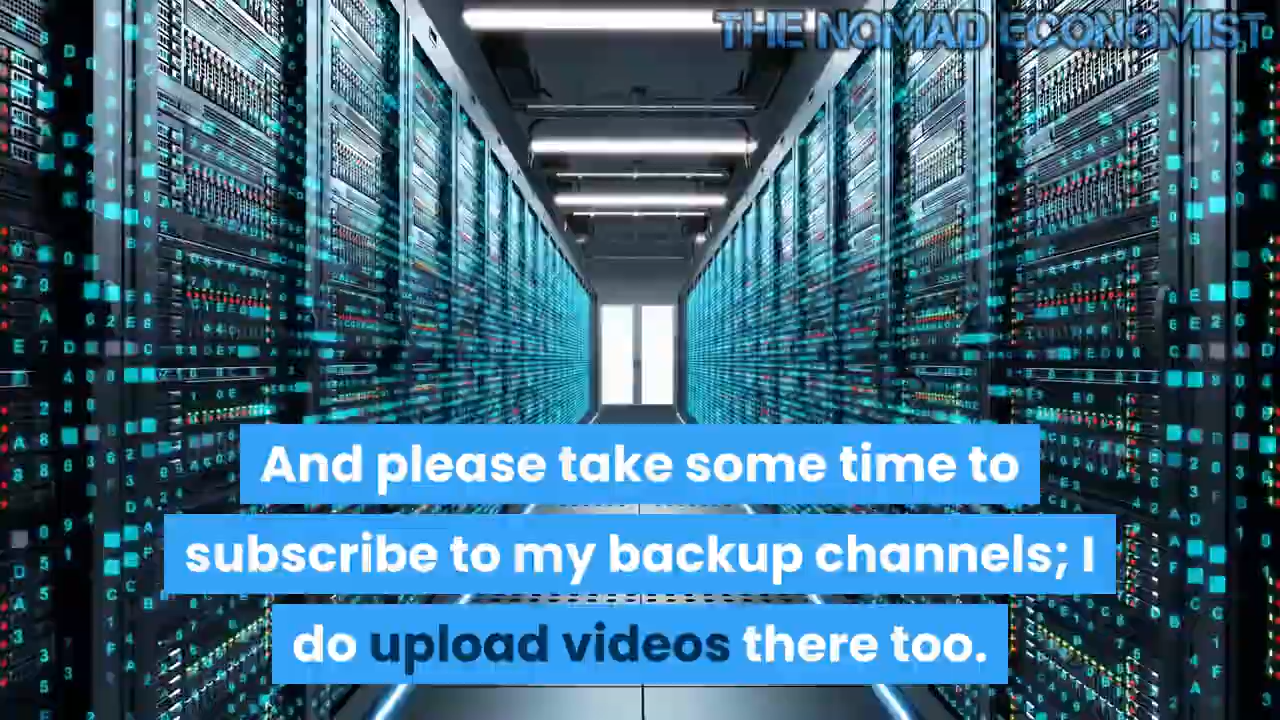 THE NOMAD ECONOMIST
And please take some time to
subscribe to my backup channels; I
do upload videos there too.